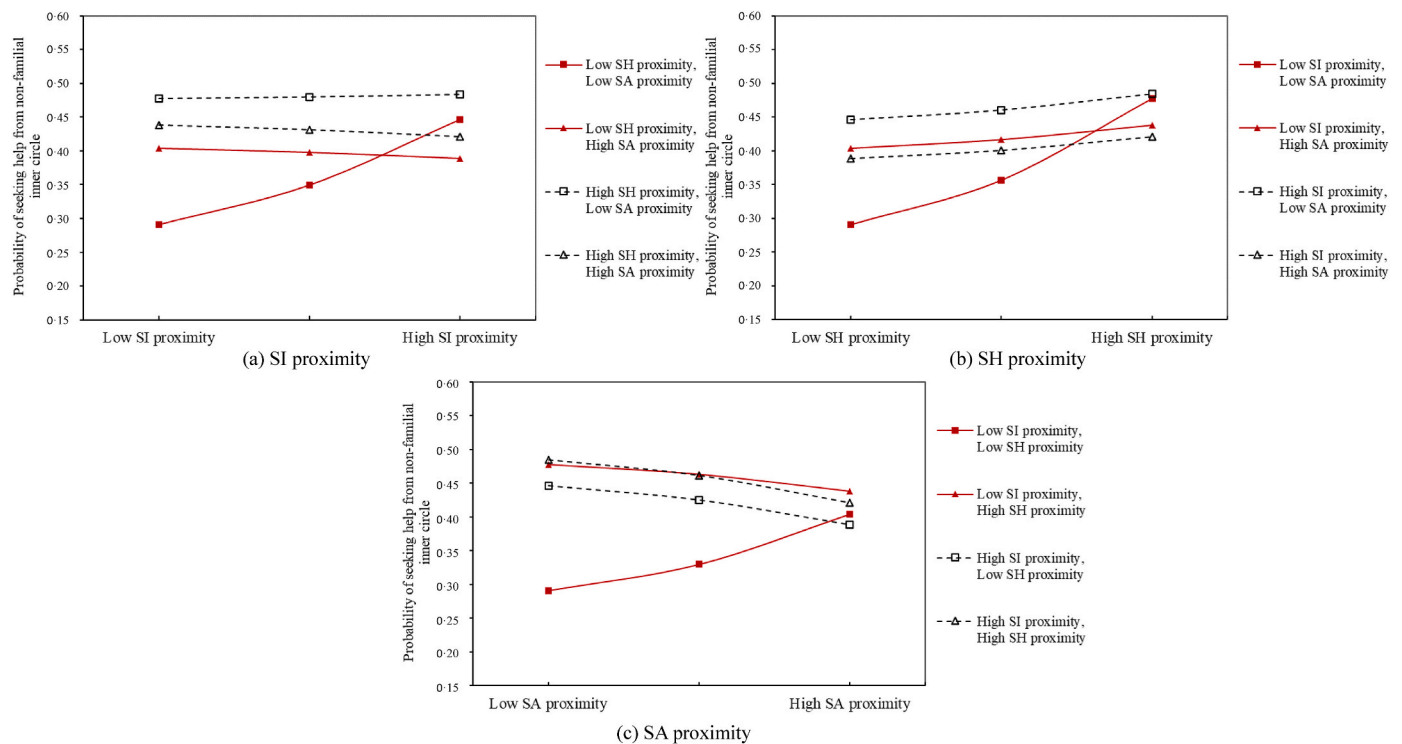 Probability of seeking help from non-familial
inner circle
0·60
0·55
0·50
0·45
0·40
0·35
0·30
0·25
0·20
0·15
Low SI proximity
High SI proximity
Low SH proximity,
Low SA proximity
Low SH proximity,
High SA proximity
High SH proximity,
Low SA proximity
High SH proximity,
High SA proximity
(a) SI proximity
Probability of seeking help from non-familial
inner circle
0·60
0·55
0·50
0·45
0·40
0·35
0·30
0·25
0·20
0·15
Low SH proximity
High SH proximity
Low SI proximity,
Low SA proximity
Low SI proximity,
High SA proximity
High SI proximity,
Low SA proximity
High SI proximity,
High SA proximity
(b) SH proximity
Probability of seeking help from non-familial
inner circle
0·60
0·55
0·50
0·45
0·40
0·35
0·30
0·25
0·20
0·15
Low SA proximity
High SA proximity
Low SI proximity,
Low SH proximity
Low SI proximity,
High SH proximity
High SI proximity,
Low SH proximity
High SI proximity,
High SH proximity
(c) SA proximity